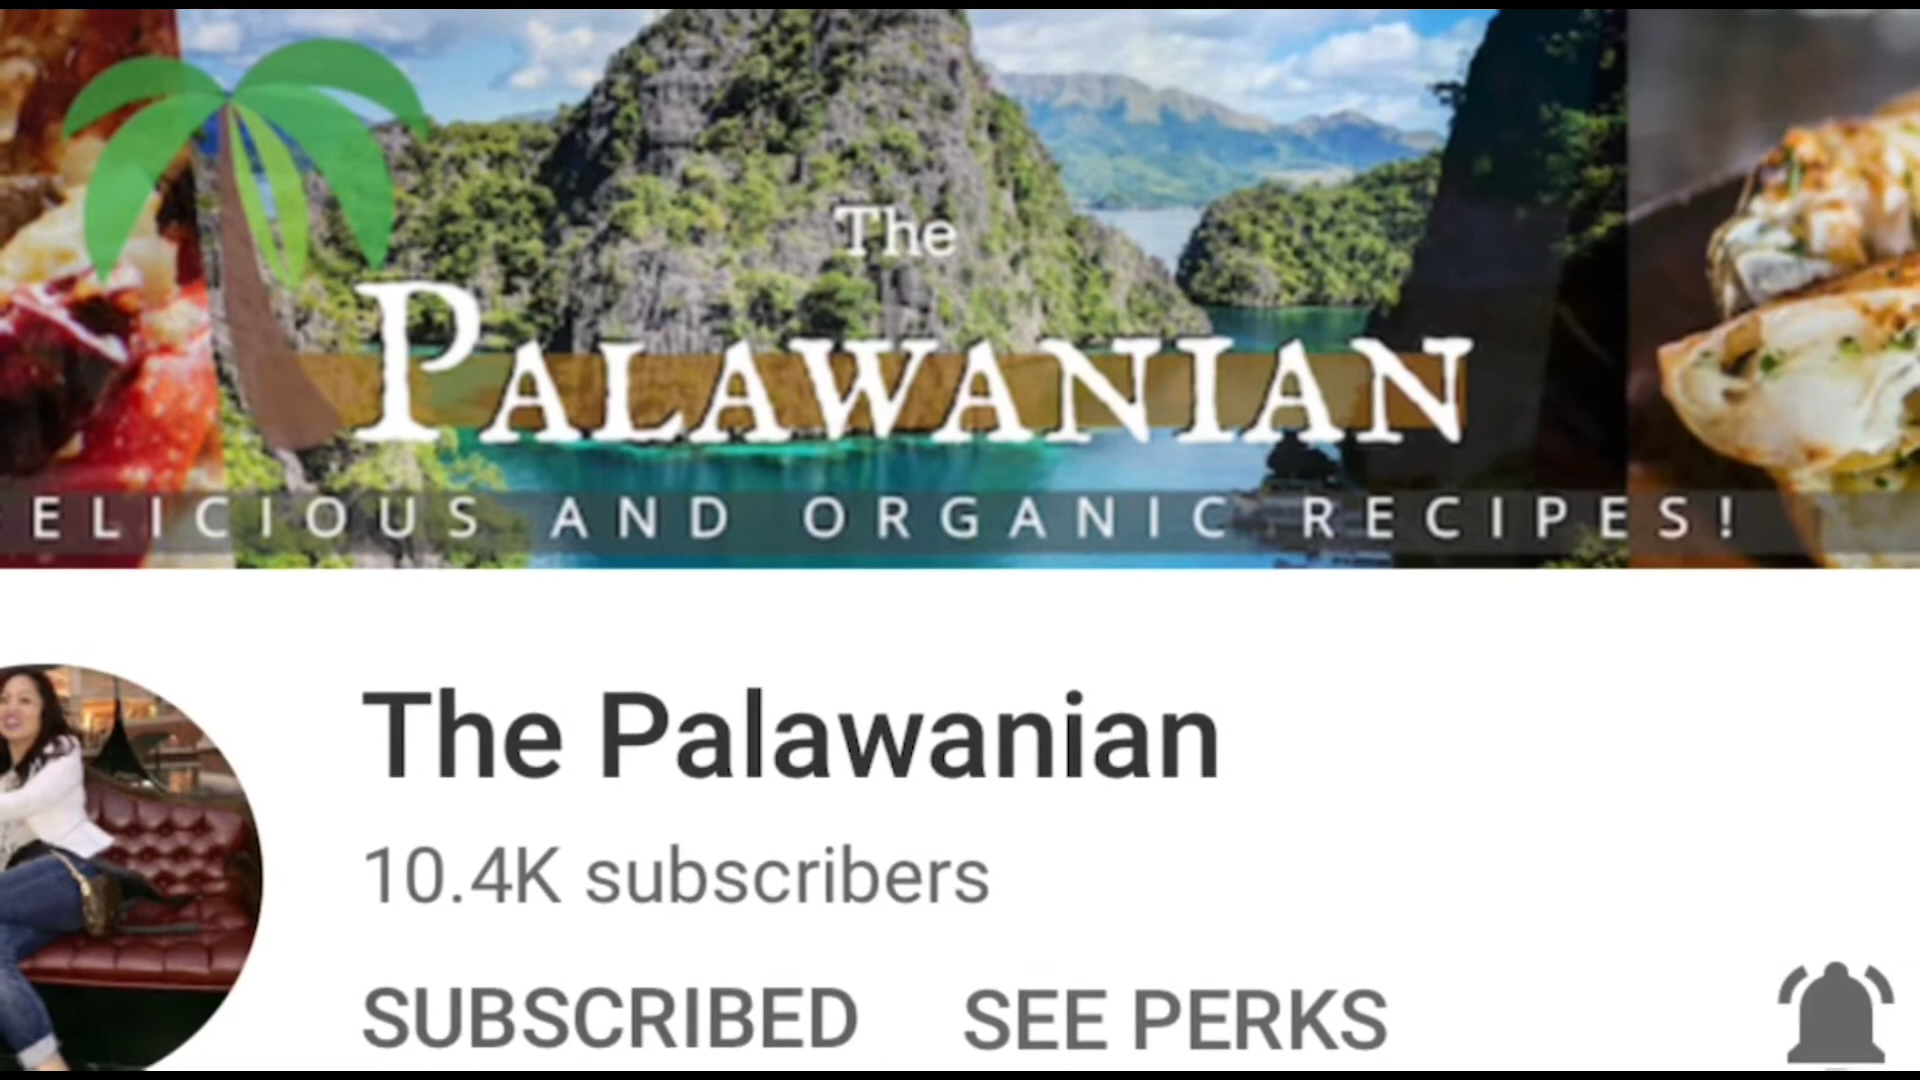 The
PALAWANIAN
ELICIOUS AND ORGANIC RECIPES!
The Palawanian
10.4K subscribers
SUBSCRIBED SEE PERKS